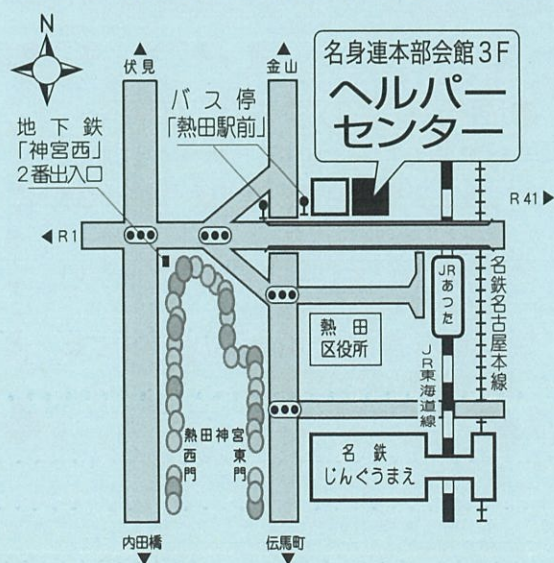 N
伏見
金山
名身連本部会館3F
ヘルパー
センター
バス停
「熱田駅前」
地下鉄
「神宮西」
2番出入口
R41
R1
JRあつた
名鉄名古屋本線
熱田
区役所
JR東海道線
熱田神宮
西門
東門
名鉄
じんぐうまえ
内田橋
伝馬町